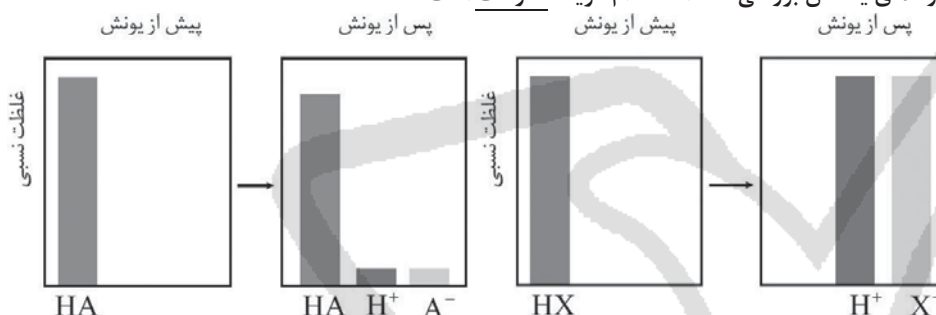 پیش از یونش
پس از یونش
پیش از یونش
پس از یونش
غلظت نسبی
غلظت نسبی
HA
HA H⁺ A⁻
HX
H⁺ X⁻